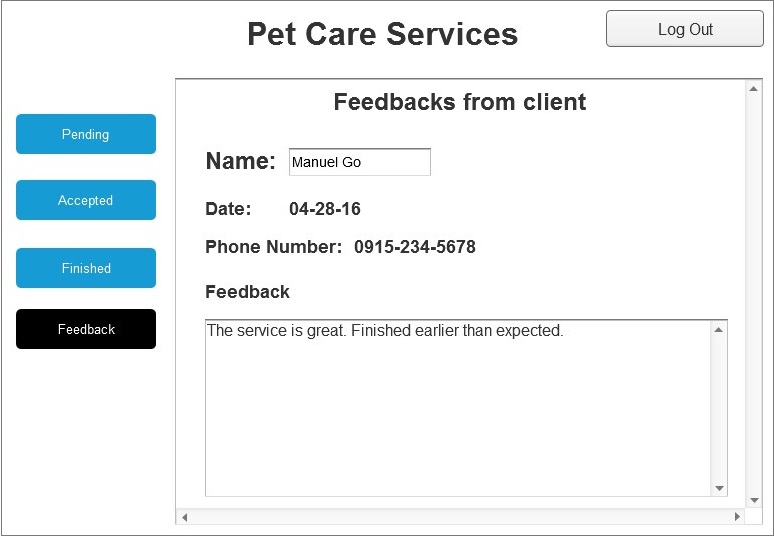 Pet Care Services
Log Out
Pending
Accepted
Finished
Feedback
Feedbacks from client
Name: Manuel Go
Date: 04-28-16
Phone Number: 0915-234-5678
Feedback
The service is great. Finished earlier than expected.